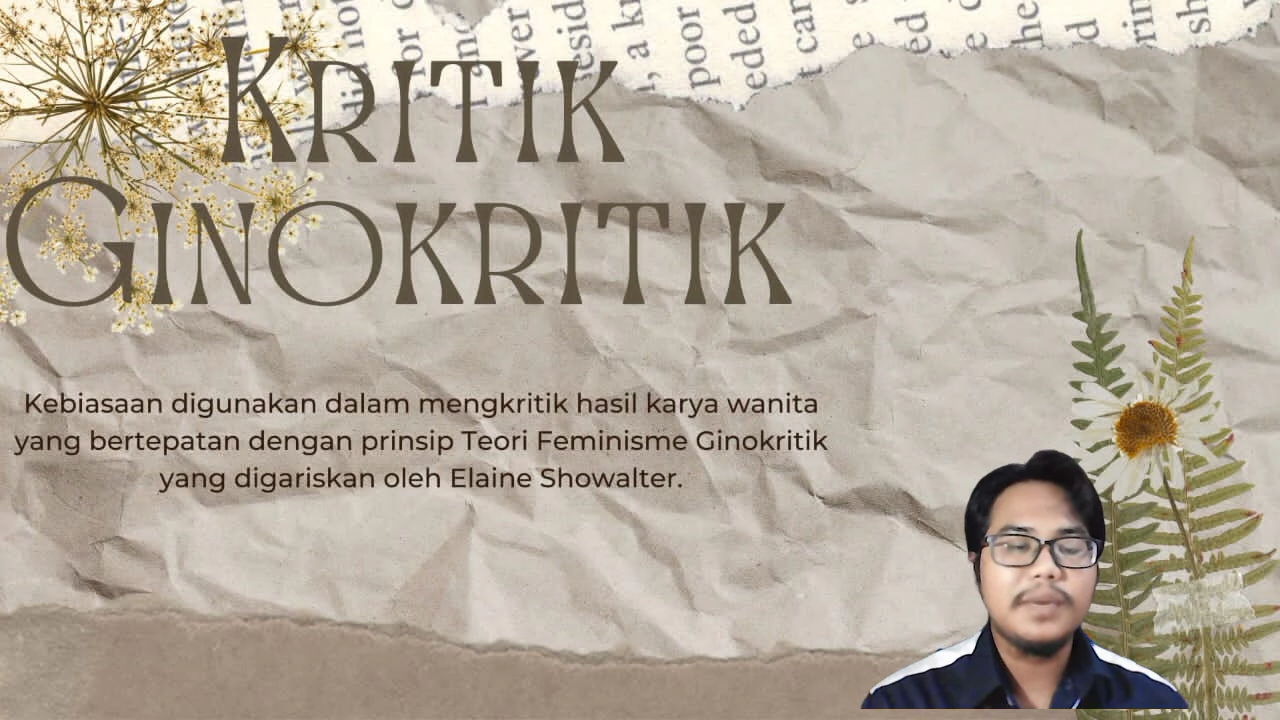 KRITIK
GINOKRITIK
Kebiasaan digunakan dalam mengkritik hasil karya wanita
yang bertepatan dengan prinsip Teori Feminisme Ginokritik
yang digariskan oleh Elaine Showalter.